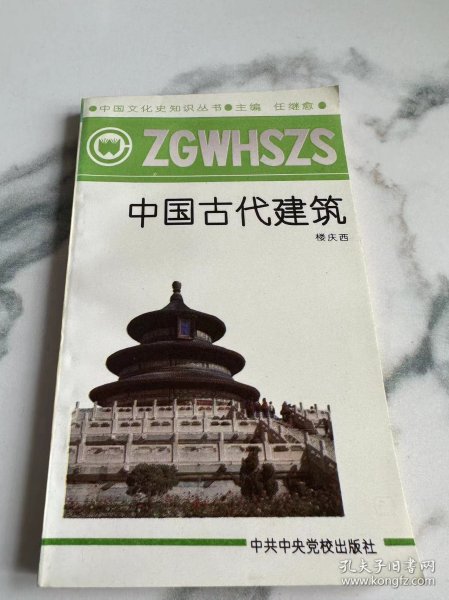 ●中国文化史知识丛书●主编 任继愈●
ZGWHSZS
中国古代建筑
楼庆西
中共中央党校出版社
孔夫子旧书网
www.kongfz.com